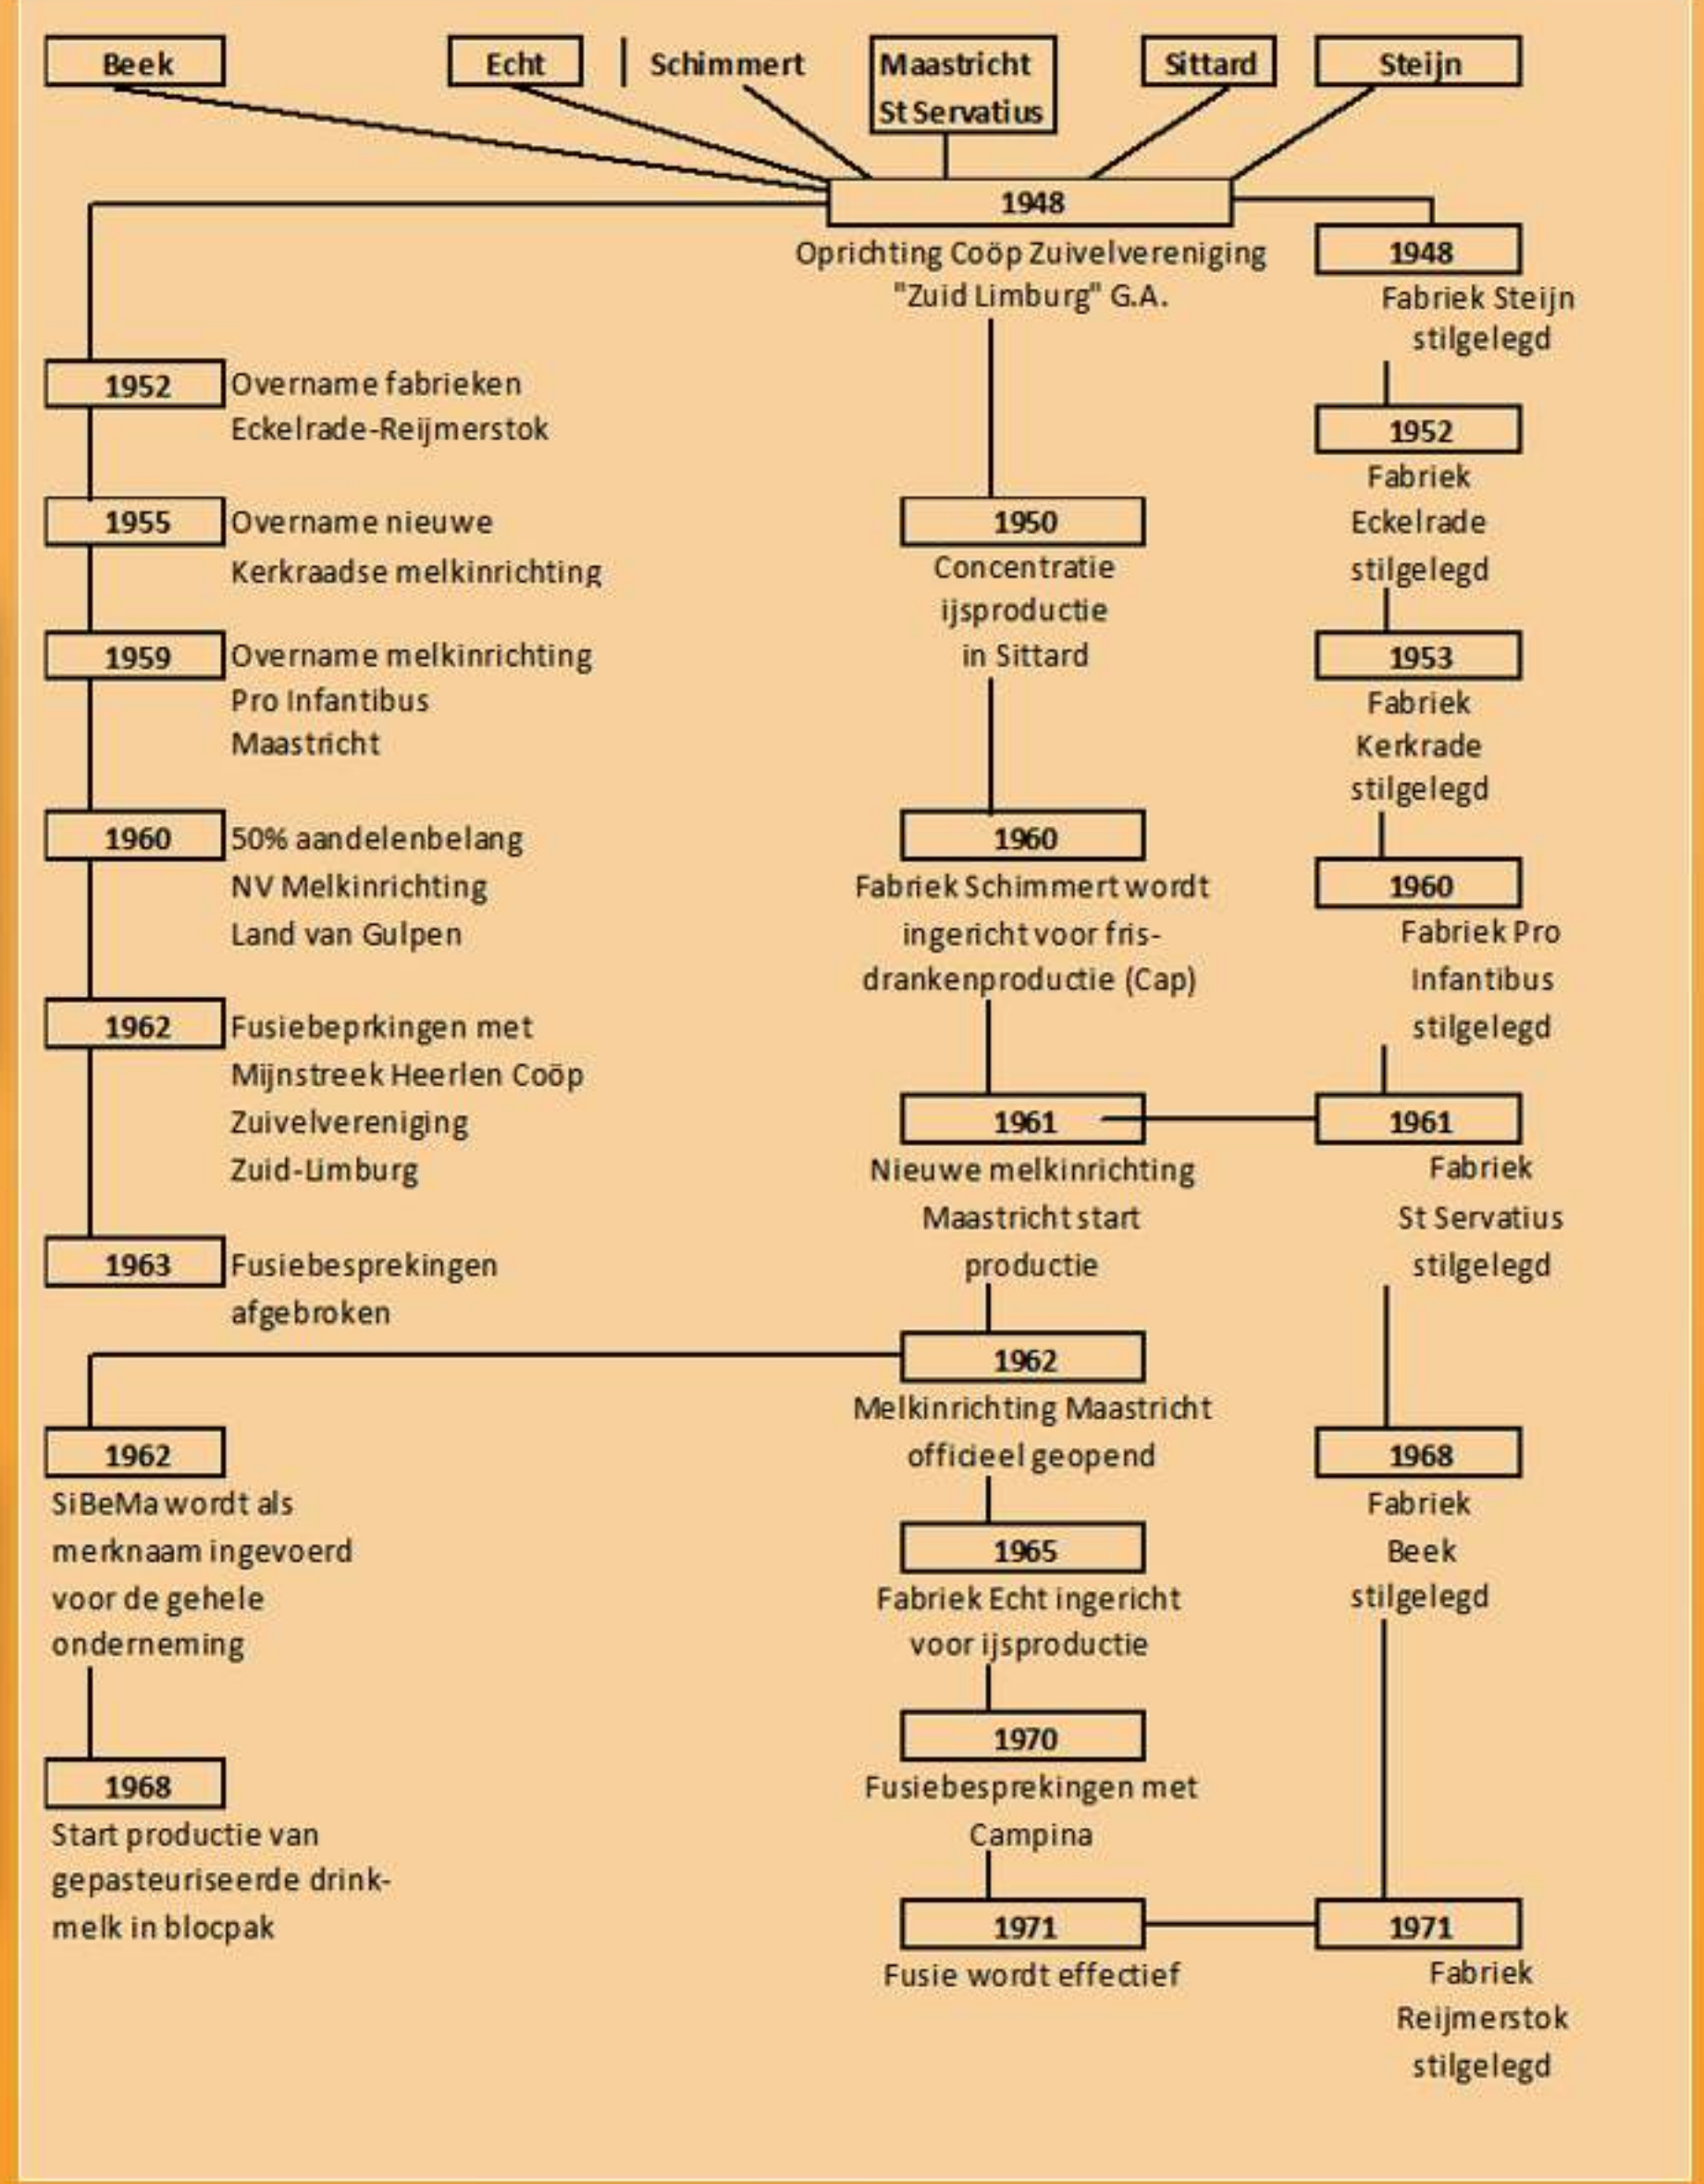 Beek
Echt
Schimmert
Maastricht
St Servatius
Sittard
Steijn
1948
Oprichting Coöp Zuivelvereniging
"Zuid Limburg" G.A.
1952
Overname fabrieken
Eckelrade-Reijmerstok
1955
Overname nieuwe
Kerkraadse melkinrichting
1959
Overname melkinrichting
Pro Infantibus
Maastricht
1960
50% aandelenbelang
NV Melkinrichting
Land van Gulpen
1962
Fusiebeprkingen met
Mijnstreek Heerlen Coöp
Zuivelvereniging
Zuid-Limburg
1963
Fusiebesprekingen
afgebroken
1962
SiBeMa wordt als
merknaam ingevoerd
voor de gehele
onderneming
1968
Start productie van
gepasteuriseerde drink-
melk in blocpak
1950
Concentratie
ijsproductie
in Sittard
1960
Fabriek Schimmert wordt
ingericht voor fris-
drankenproductie (Cap)
1961
Nieuwe melkinrichting
Maastricht start
productie
1962
Melkinrichting Maastricht
officieel geopend
1965
Fabriek Echt ingericht
voor ijsproductie
1970
Fusiebesprekingen met
Campina
1971
Fusie wordt effectief
1948
Fabriek Steijn
stilgelegd
1952
Fabriek
Eckelrade
stilgelegd
1953
Fabriek
Kerkrade
stilgelegd
1960
Fabriek Pro
Infantibus
stilgelegd
1961
Fabriek
St Servatius
stilgelegd
1968
Fabriek
Beek
stilgelegd
1971
Fabriek
Reijmerstok
stilgelegd